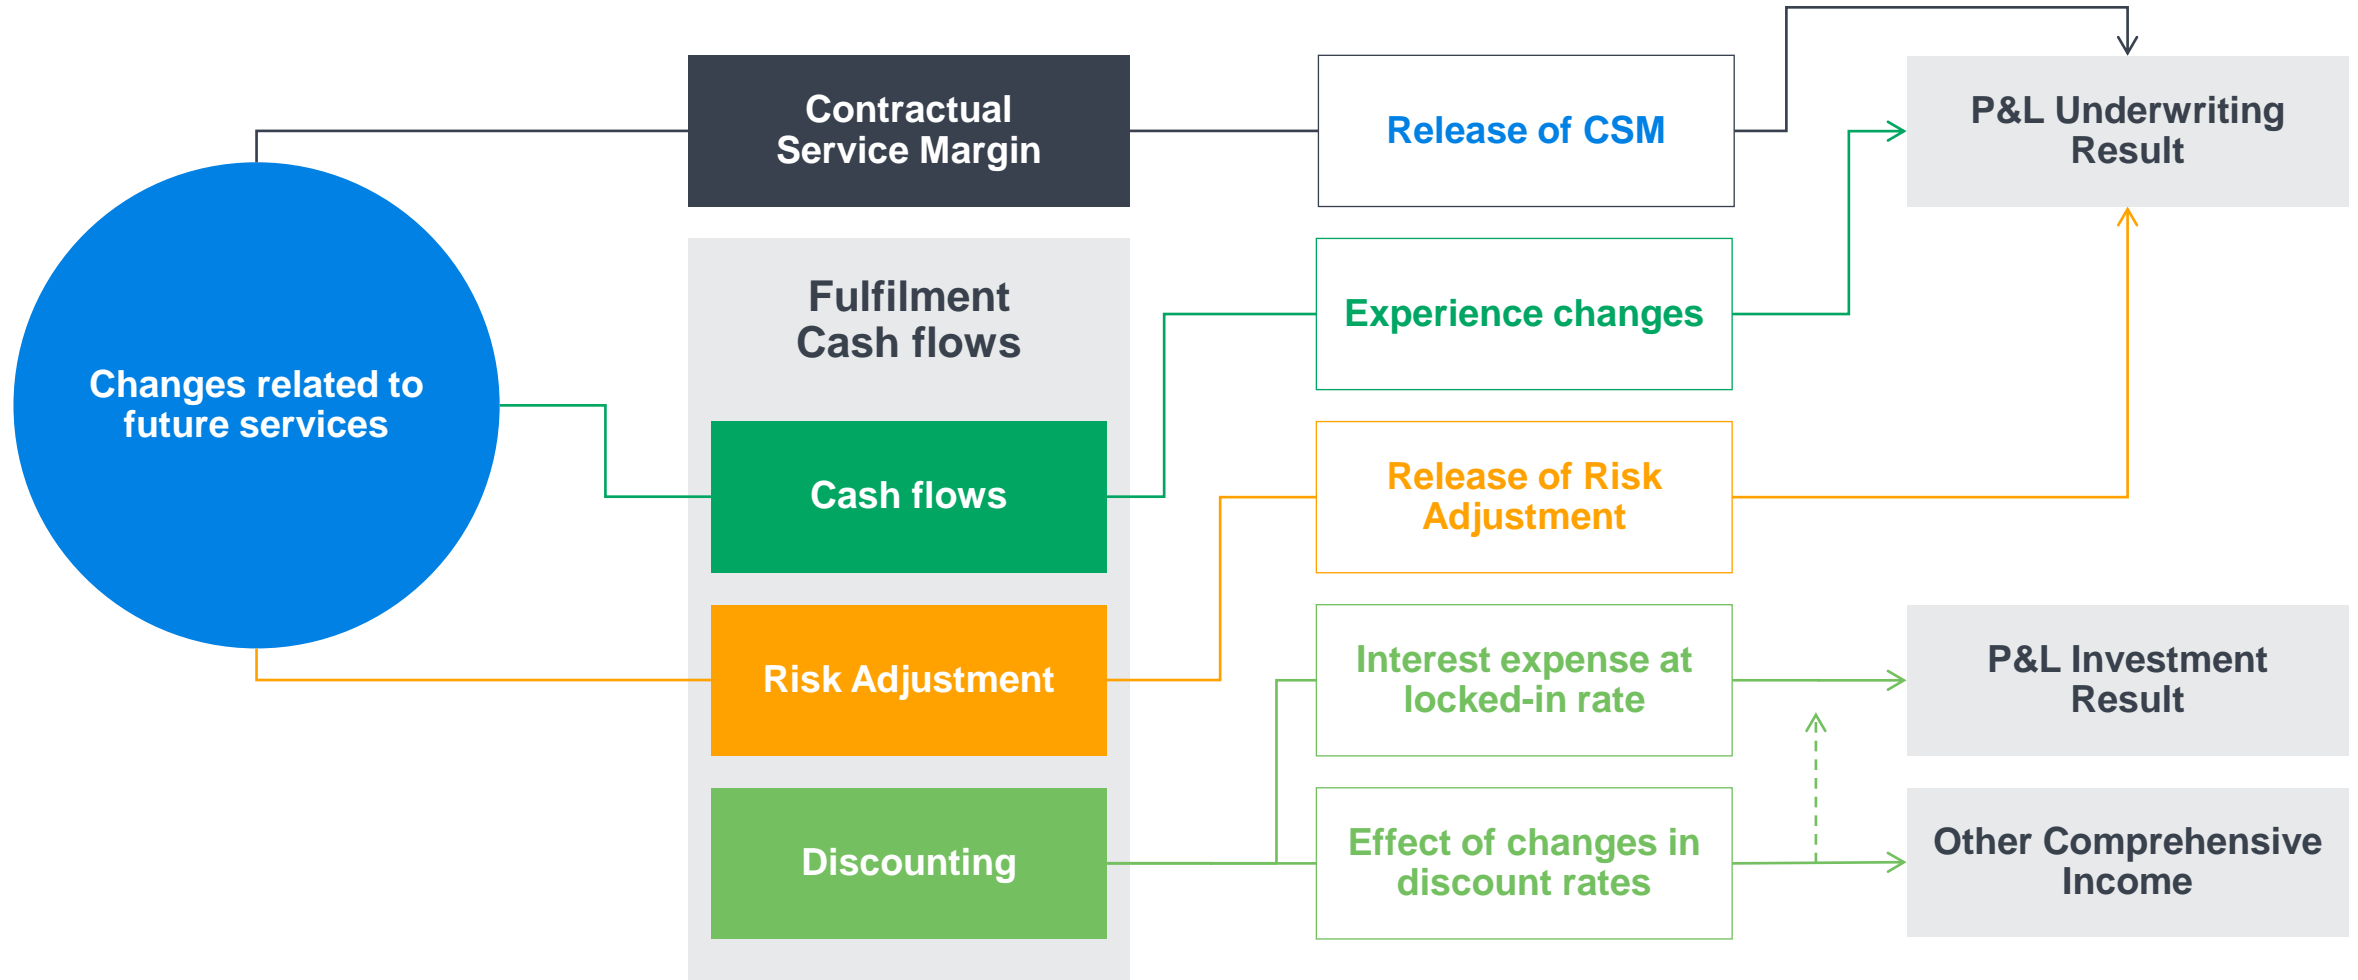 Contractual
Service Margin
Release of CSM
P&L Underwriting
Result
Fulfilment
Cash flows
Experience changes
Changes related to
future services
Cash flows
Release of Risk
Adjustment
Risk Adjustment
Interest expense at
locked-in rate
P&L Investment
Result
Discounting
Effect of changes in
discount rates
Other Comprehensive
Income